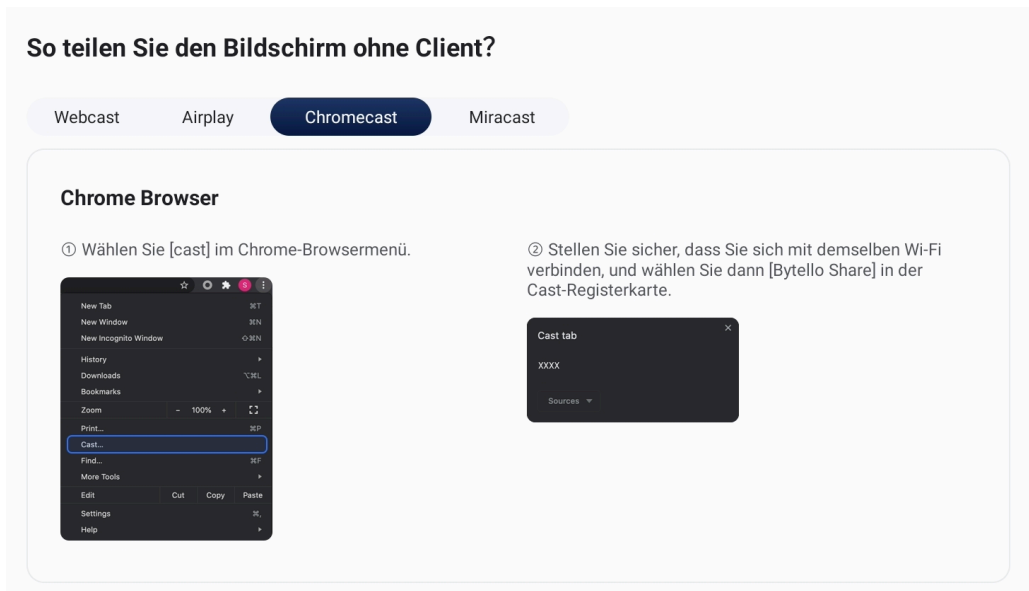 So teilen Sie den Bildschirm ohne Client?
Webcast Airplay Chromecast Miracast
Chrome Browser
① Wählen Sie [cast] im Chrome-Browsermenü.
S
New Tab ⌘T
New Window ⌘N
New Incognito Window ⇧⌘N
History
Downloads ⌥⌘L
Bookmarks
Zoom - 100% +
Print... ⌘P
Cast...
Find... ⌘F
More Tools
Edit Cut Copy Paste
Settings ⌘,
Help
② Stellen Sie sicher, dass Sie sich mit demselben Wi-Fi
verbinden, und wählen Sie dann [Bytello Share] in der
Cast-Registerkarte.
Cast tab
XXXX
Sources